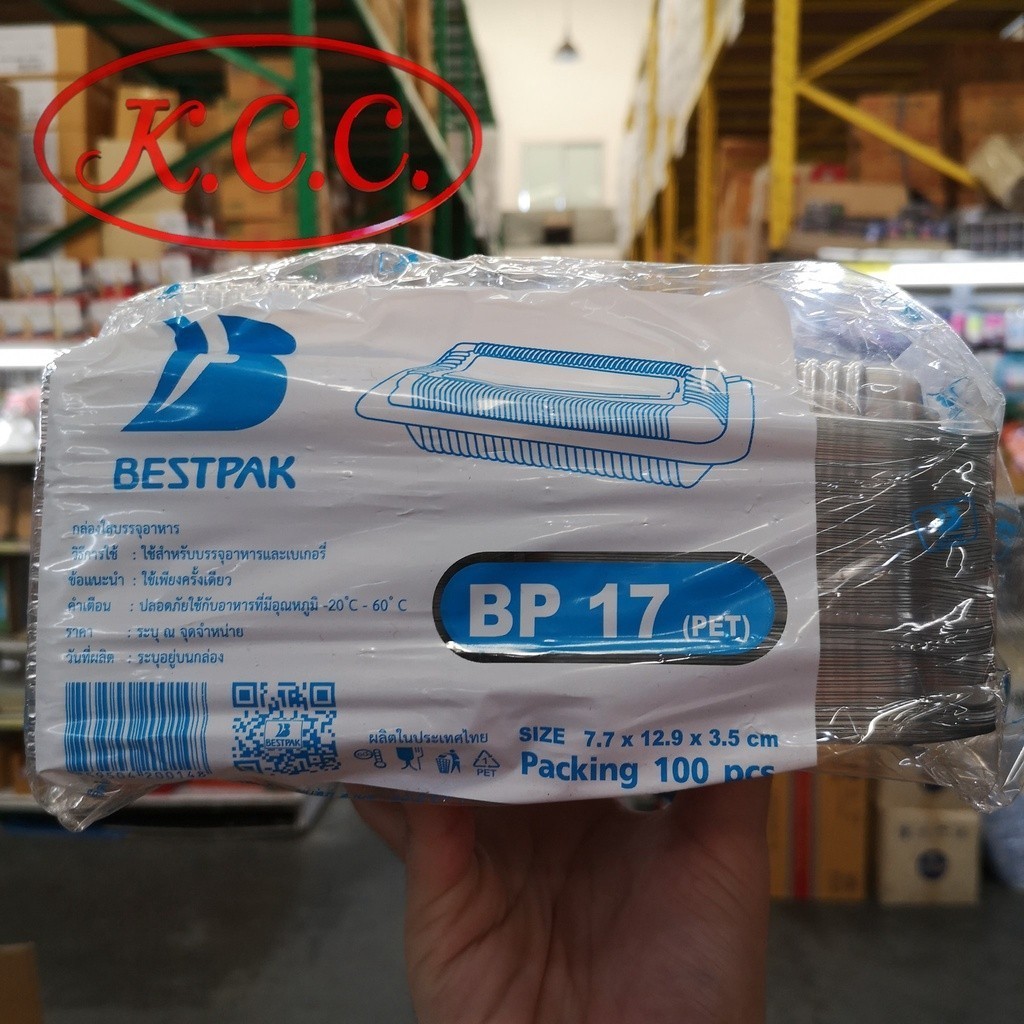 K.C.C.
BESTPAK
กล่องใสบรรจุอาหาร
วิธีการใช้ : ใช้สำหรับบรรจุอาหารและเบเกอรี่
ข้อแนะนำ : ใช้เพียงครั้งเดียว
คำเตือน : ปลอดภัยใช้กับอาหารที่มีอุณหภูมิ -20°C - 60°C
ราคา : ระบุ ณ จุดจำหน่าย
วันที่ผลิต : ระบุอยู่บนกล่อง
BP 17 (PET)
BESTPAK
ผลิตในประเทศไทย
1
PET
SIZE 7.7 x 12.9 x 3.5 cm
Packing 100 pcs